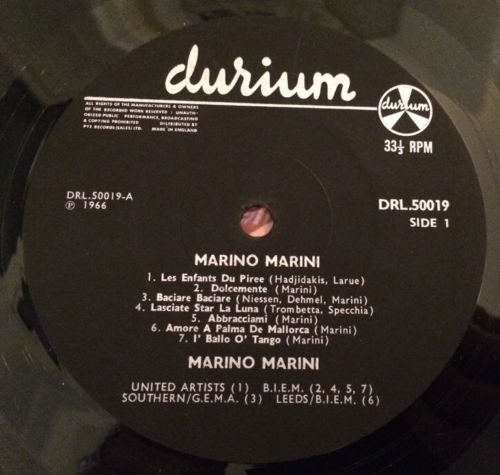 durium
ALL RIGHTS OF THE MANUFACTURERS & OWNERS
OF THE RECORDED WORK RESERVED : UNAUTH-
ORIZED PUBLIC PERFORMANCE, BROADCASTING
& COPYING PROHIBITED DISTRIBUTED BY
PYE RECORDS (SALES) LTD. MADE IN ENGLAND
durium
33⅓ RPM
DRL.50019-A
℗ 1966
DRL.50019
SIDE 1
MARINO MARINI
1. Les Enfants Du Piree (Hadjidakis, Larue)
2. Dolcemente (Marini)
3. Baciare Baciare (Niessen, Dehmel, Marini)
4. Lasciate Star La Luna (Trombetta, Specchia)
5. Abbracciami (Marini)
6. Amore A Palma De Mallorca (Marini)
7. I' Ballo O' Tango (Marini)
MARINO MARINI
UNITED ARTISTS (1) B.I.E.M. (2, 4, 5, 7)
SOUTHERN/G.E.M.A. (3) LEEDS/B.I.E.M. (6)